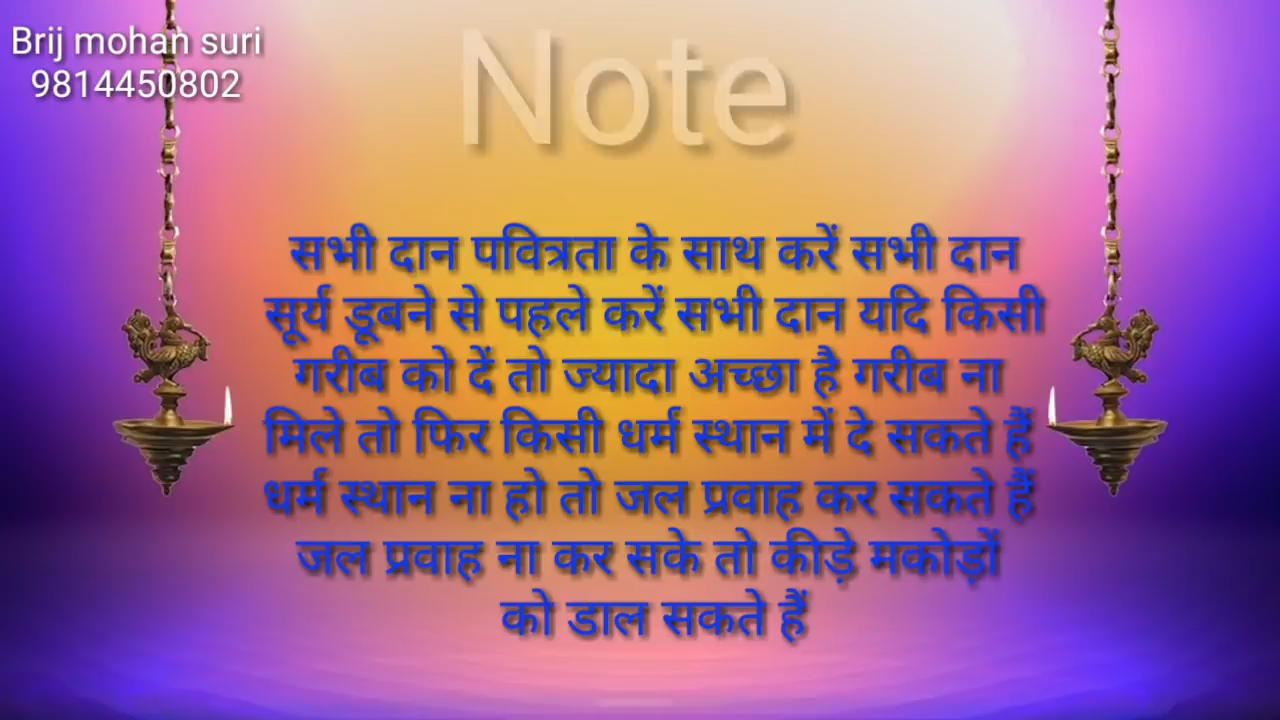 Brij mohan suri
9814450802
Note
सभी दान पवित्रता के साथ करें सभी दान
सूर्य डूबने से पहले करें सभी दान यदि किसी
गरीब को दें तो ज्यादा अच्छा है गरीब ना
मिले तो फिर किसी धर्म स्थान में दे सकते हैं
धर्म स्थान ना हो तो जल प्रवाह कर सकते हैं
जल प्रवाह ना कर सके तो कीड़े मकोड़ों
को डाल सकते हैं